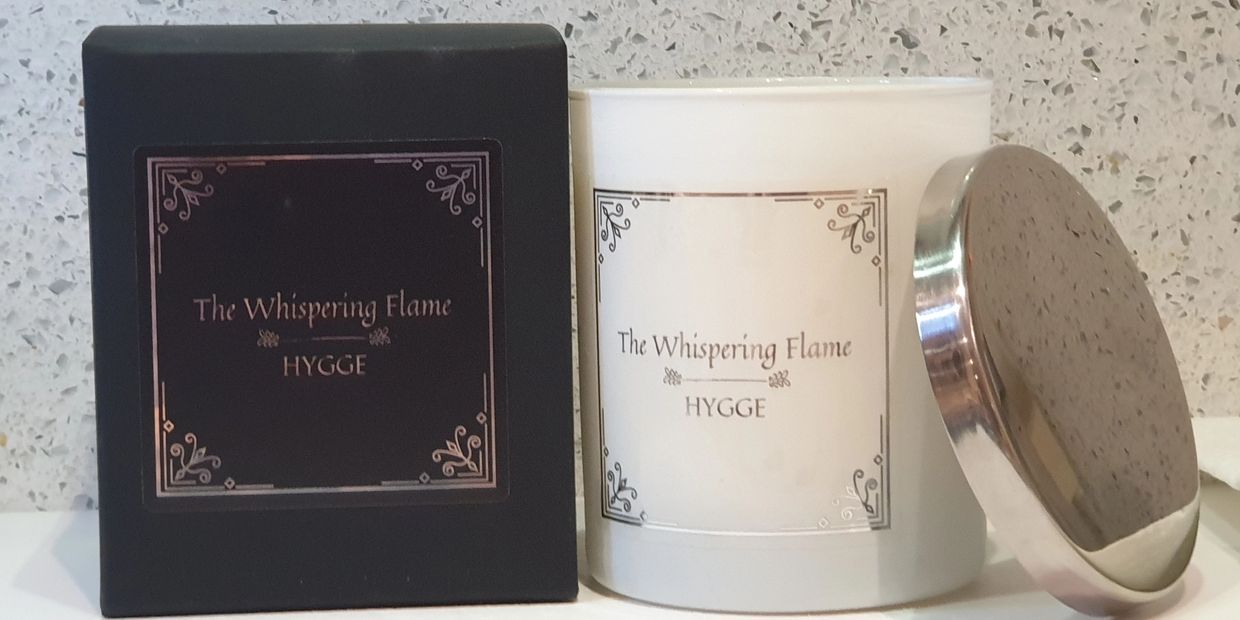 The Whispering Flame
HYGGE
The Whispering Flame
HYGGE